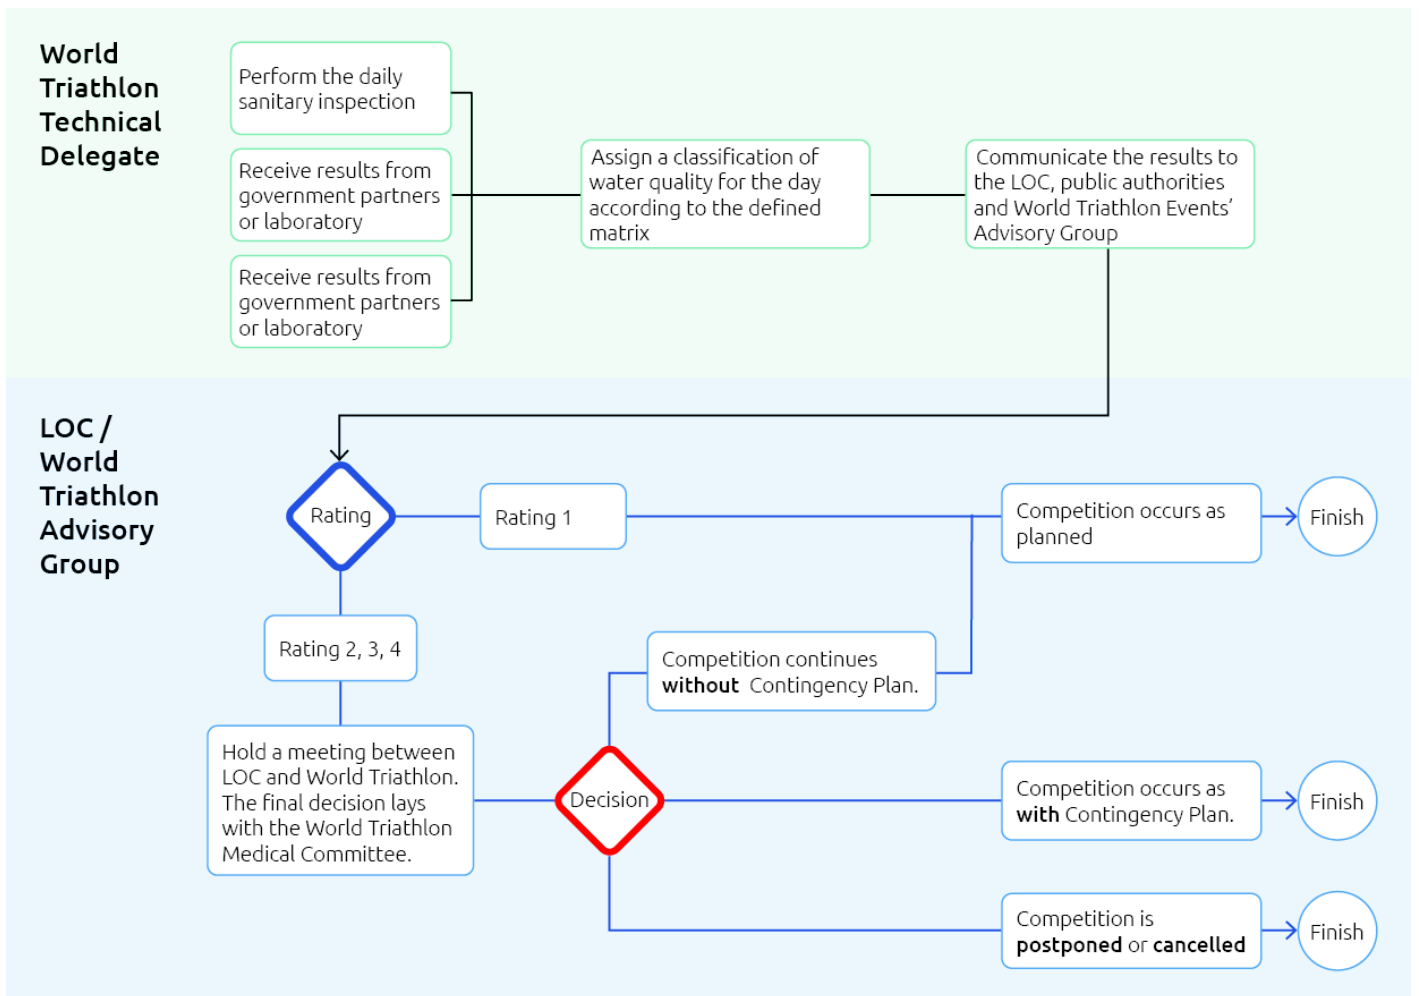 World
Triathlon
Technical
Delegate
Perform the daily
sanitary inspection
Receive results from
government partners
or laboratory
Receive results from
government partners
or laboratory
Assign a classification of
water quality for the day
according to the defined
matrix
Communicate the results to
the LOC, public authorities
and World Triathlon Events'
Advisory Group
LOC /
World
Triathlon
Advisory
Group
Rating
Rating 1
Competition occurs as
planned
Finish
Rating 2, 3, 4
Competition continues
without Contingency Plan.
Hold a meeting between
LOC and World Triathlon.
The final decision lays
with the World Triathlon
Medical Committee.
Decision
Competition occurs as
with Contingency Plan.
Finish
Competition is
postponed or cancelled
Finish